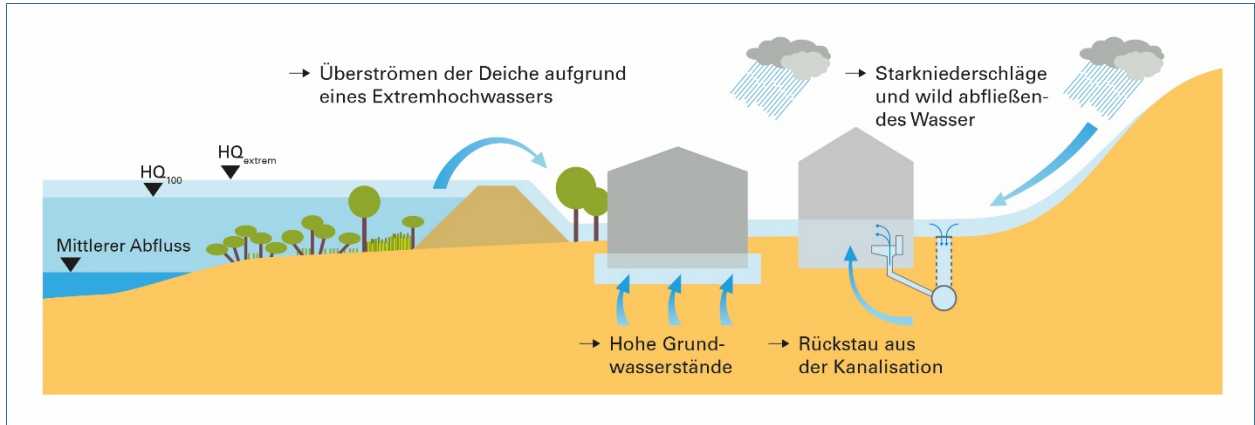 → Überströmen der Deiche aufgrund
eines Extremhochwassers
→ Starkniederschläge
und wild abfließen-
des Wasser
HQextrem
HQ100
Mittlerer Abfluss
→ Hohe Grund-
wasserstände
→ Rückstau aus
der Kanalisation